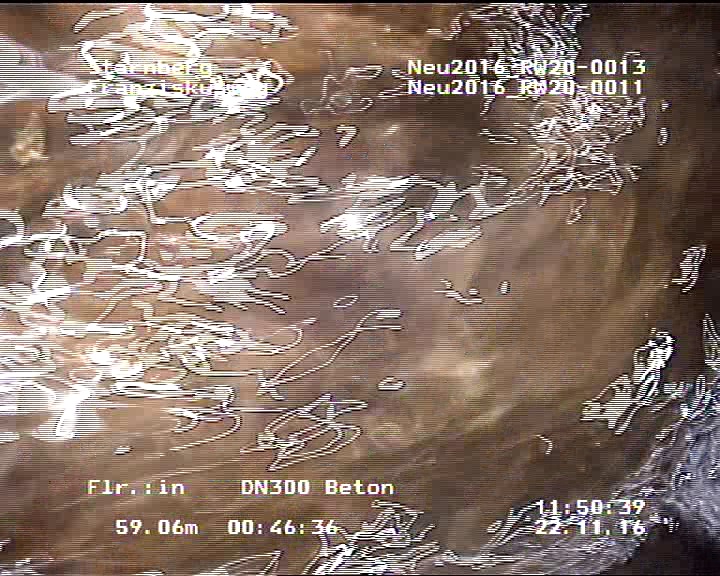 Starnberg Neu2016_RW20-0013
Neu2016_RW20-0011
Flr.:in DN300 Beton
11:50:39
59.06m 00:46:36 22.11.16